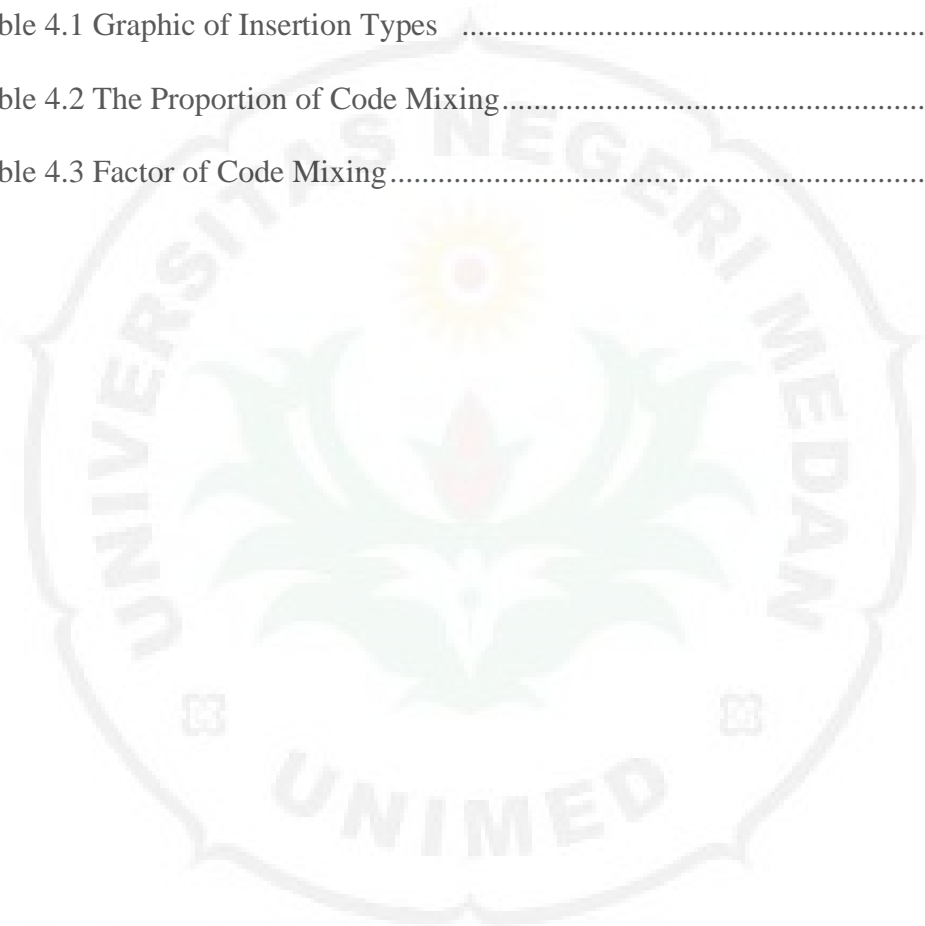 ble 4.1 Graphic of Insertion Types ..........................................................
ble 4.2 The Proportion of Code Mixing.....................................................
ble 4.3 Factor of Code Mixing...................................................................
UNIVERSITAS NEGERI MEDAN
UNIMED